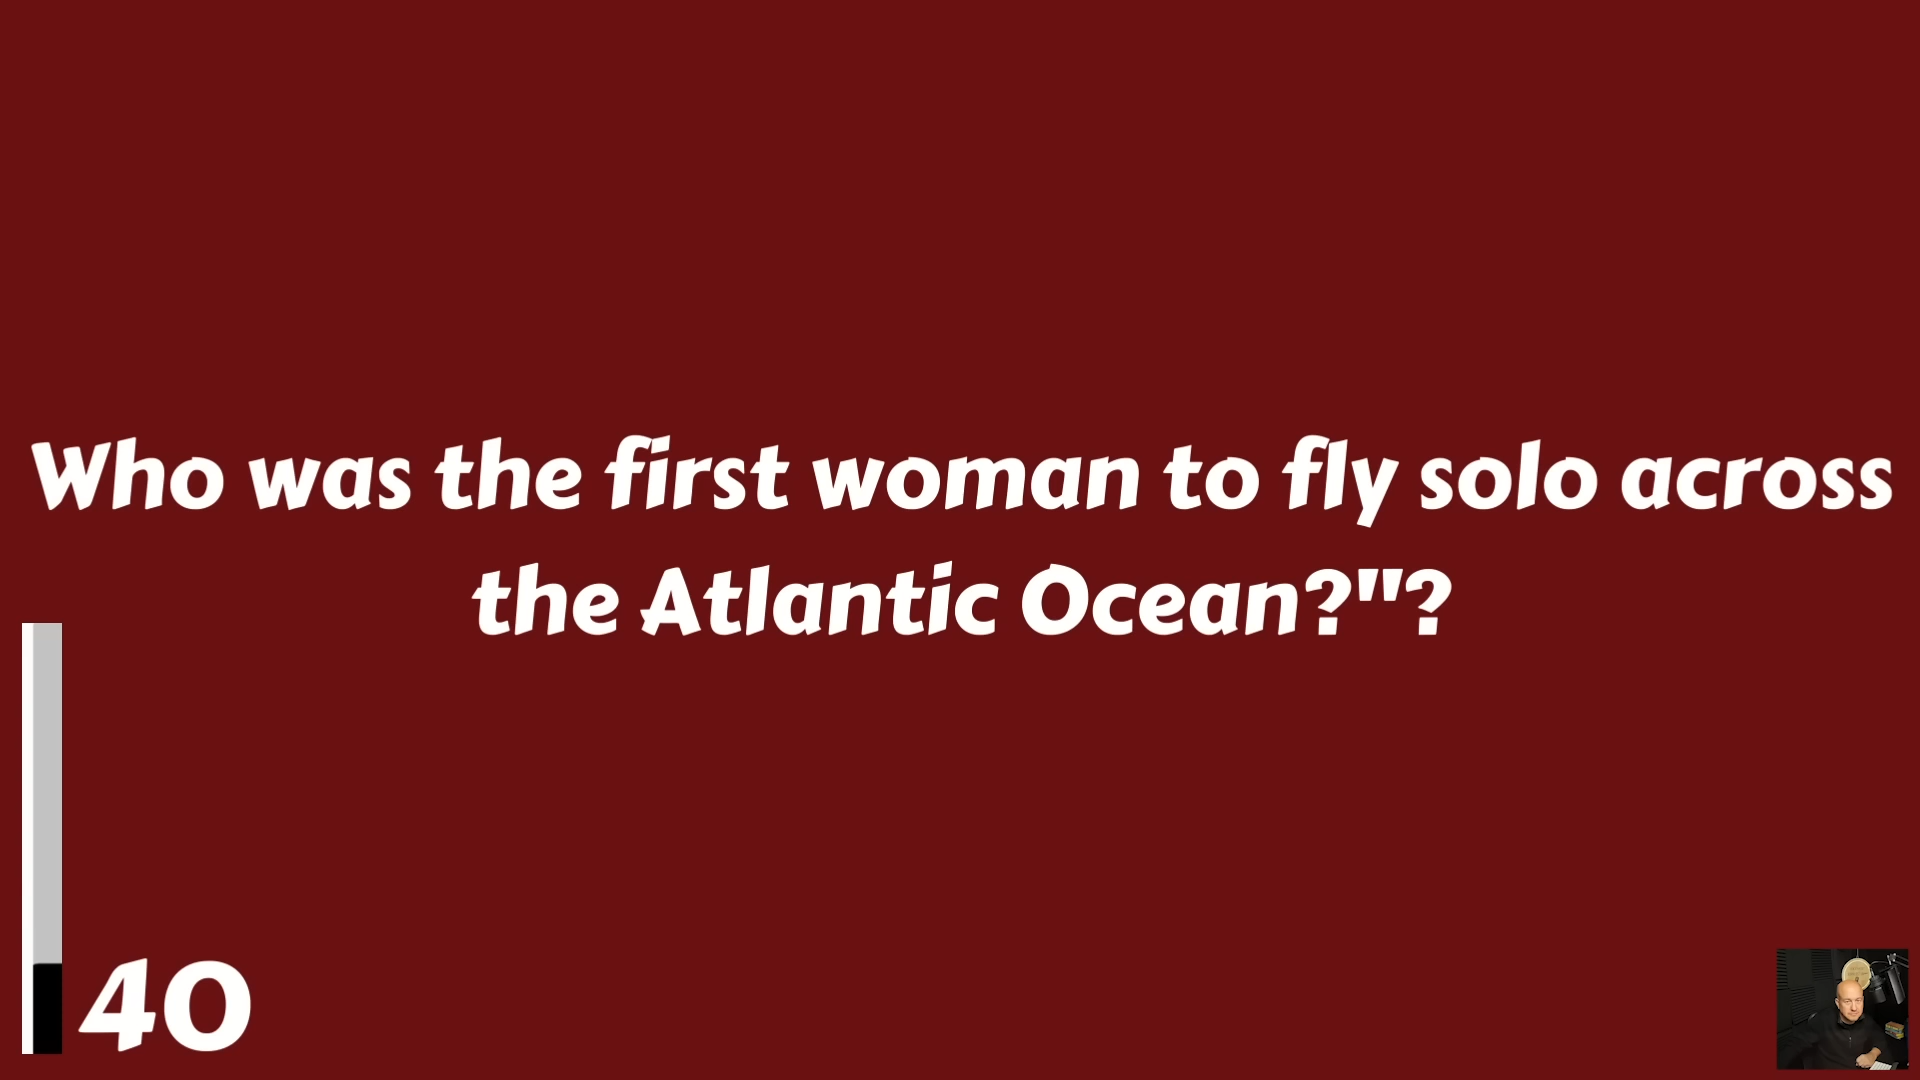 Who was the first woman to fly solo across
the Atlantic Ocean?"?
40